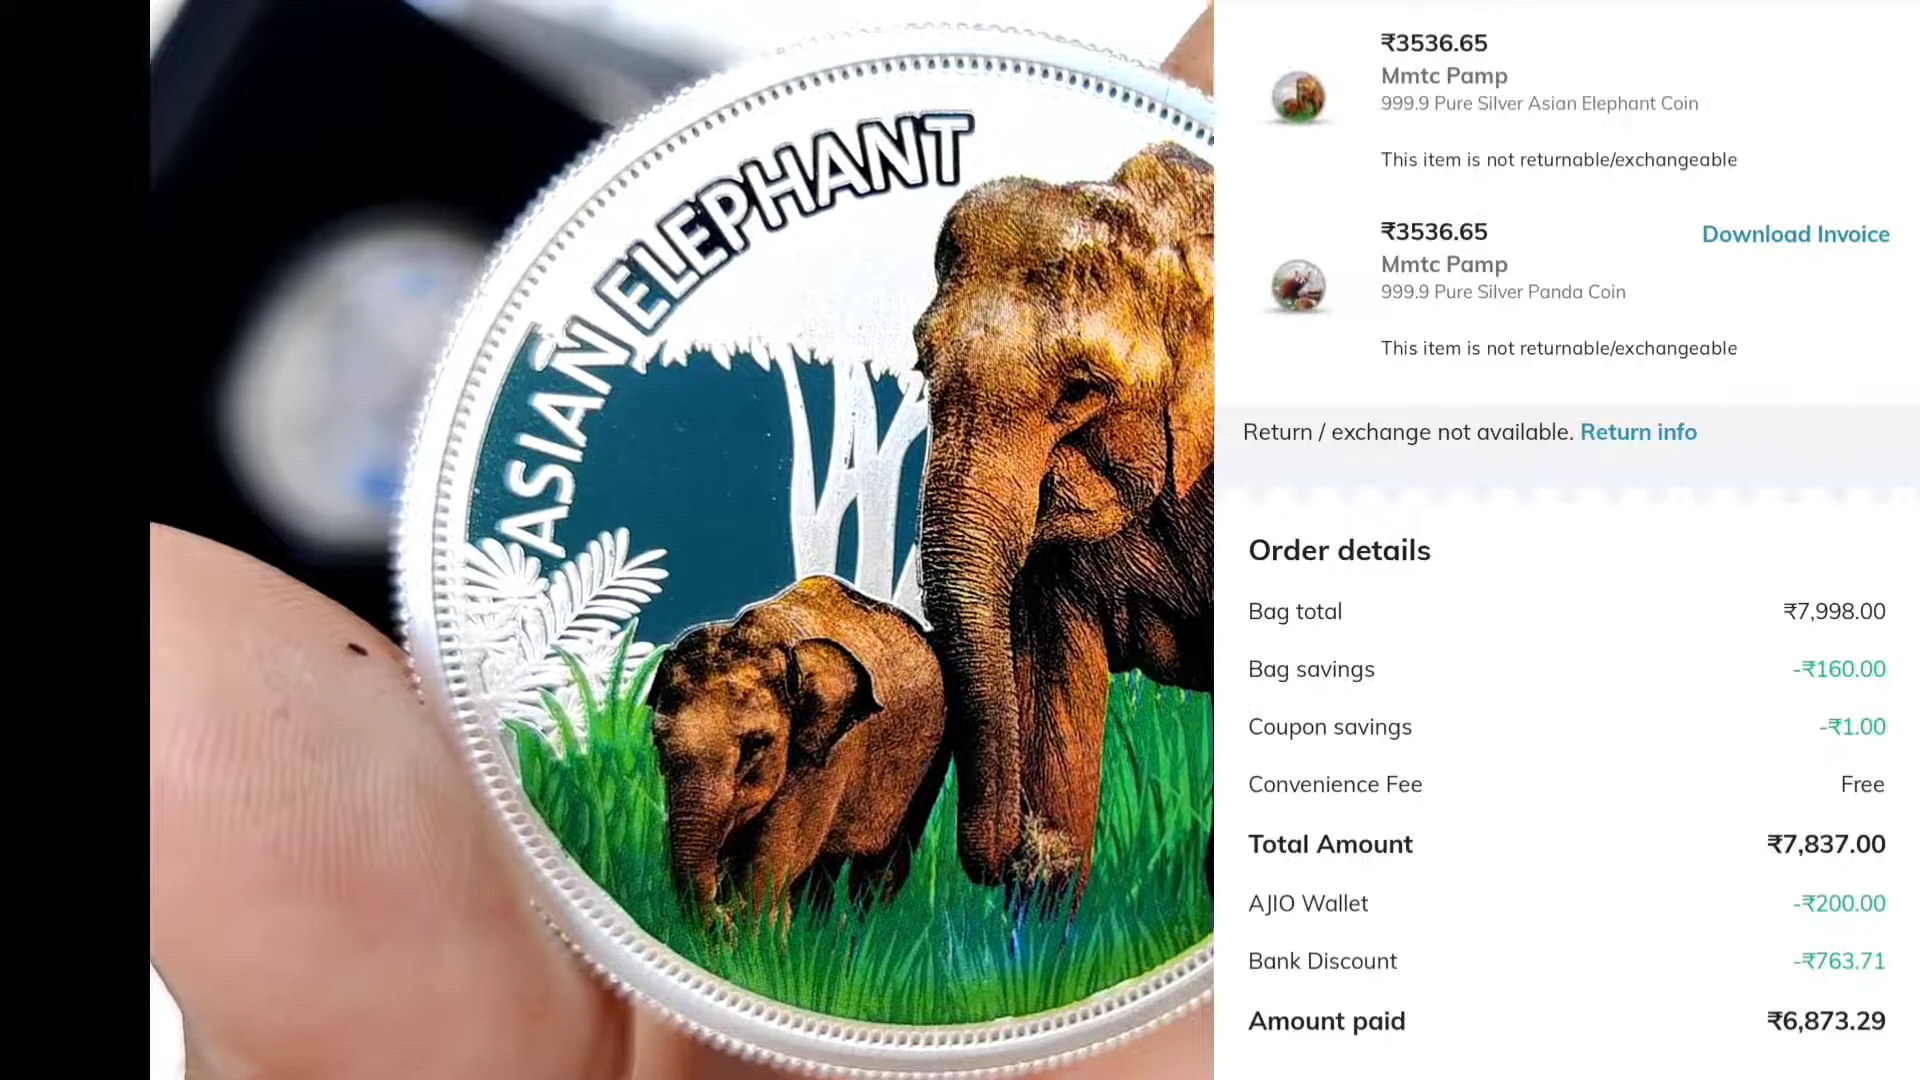 ASIAN ELEPHANT
₹3536.65
Mmtc Pamp
999.9 Pure Silver Asian Elephant Coin
This item is not returnable/exchangeable
₹3536.65
Download Invoice
Mmtc Pamp
999.9 Pure Silver Panda Coin
This item is not returnable/exchangeable
Return / exchange not available. Return info
Order details
Bag total ₹7,998.00
Bag savings -₹160.00
Coupon savings -₹1.00
Convenience Fee Free
Total Amount ₹7,837.00
AJIO Wallet -₹200.00
Bank Discount -₹763.71
Amount paid ₹6,873.29